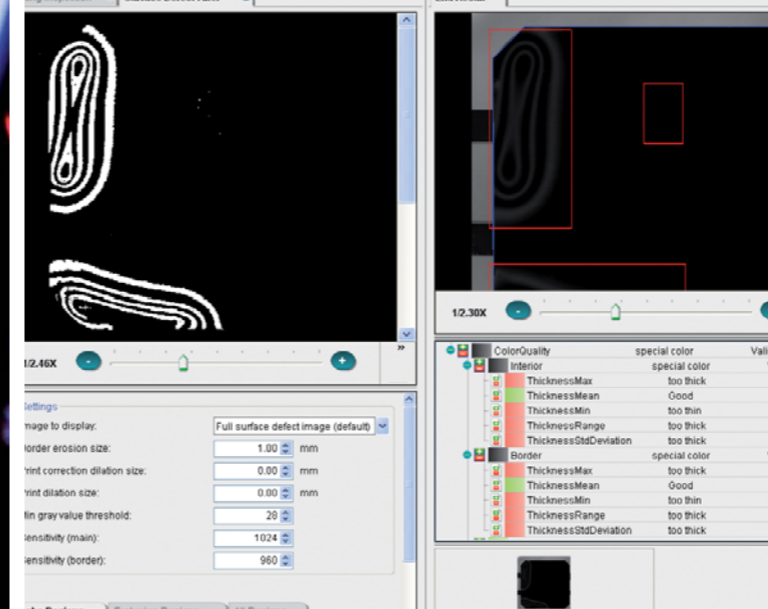 1/2.46X
»
Settings
Image to display: Full surface defect image (default)
Border erosion size: 1.00 mm
Print correction dilation size: 0.00 mm
Print dilation size: 0.00 mm
Min gray value threshold: 28
Sensitivity (main): 1024
Sensitivity (border): 960
1/2.30X
ColorQuality special color Vali
Interior special color
ThicknessMax too thick
ThicknessMean Good
ThicknessMin too thin
ThicknessRange too thick
ThicknessStdDeviation too thick
Border special color
ThicknessMax too thick
ThicknessMean Good
ThicknessMin too thin
ThicknessRange too thick
ThicknessStdDeviation too thick